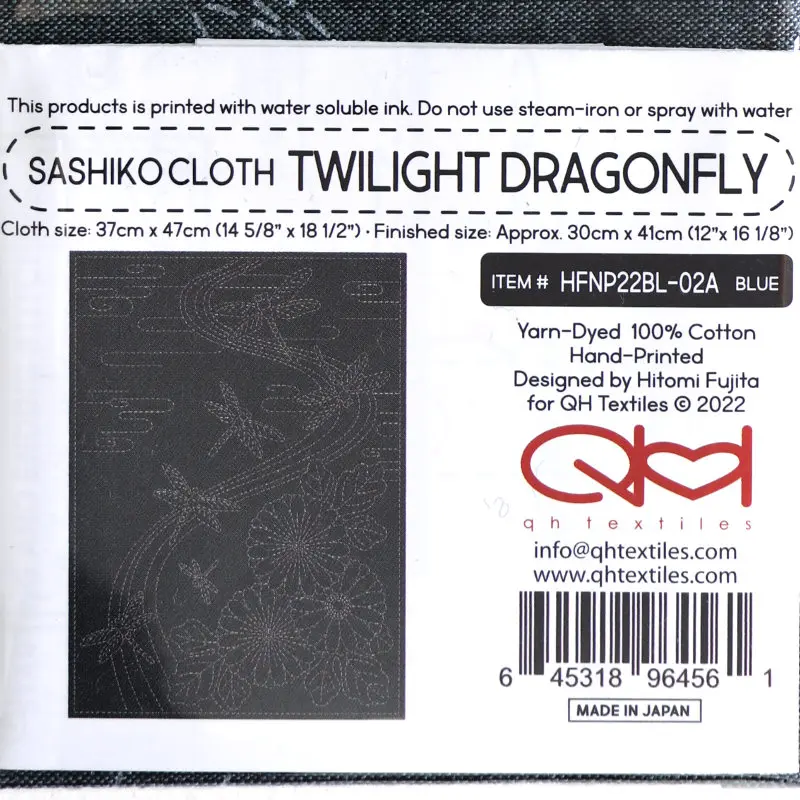 This products is printed with water soluble ink. Do not use steam-iron or spray with water
SASHIKO CLOTH TWILIGHT DRAGONFLY
Cloth size: 37cm x 47cm (14 5/8" x 18 1/2") • Finished size: Approx. 30cm x 41cm (12"x 16 1/8")
ITEM # HFNP22BL-02A BLUE
Yarn-Dyed 100% Cotton
Hand-Printed
Designed by Hitomi Fujita
for QH Textiles © 2022
QH
qh textiles
info@qhtextiles.com
www.qhtextiles.com
6 45318 96456 1
MADE IN JAPAN